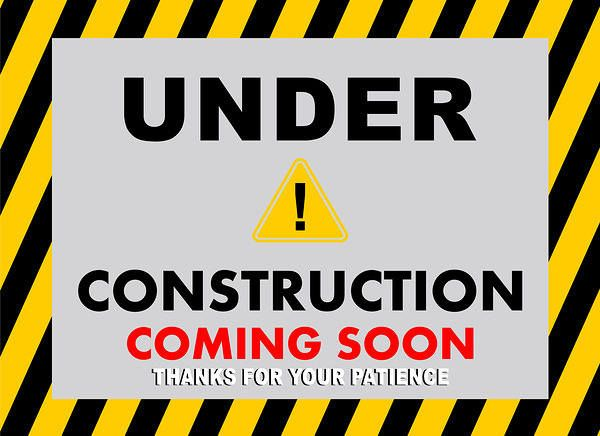 UNDER
!
CONSTRUCTION
COMING SOON
THANKS FOR YOUR PATIENCE